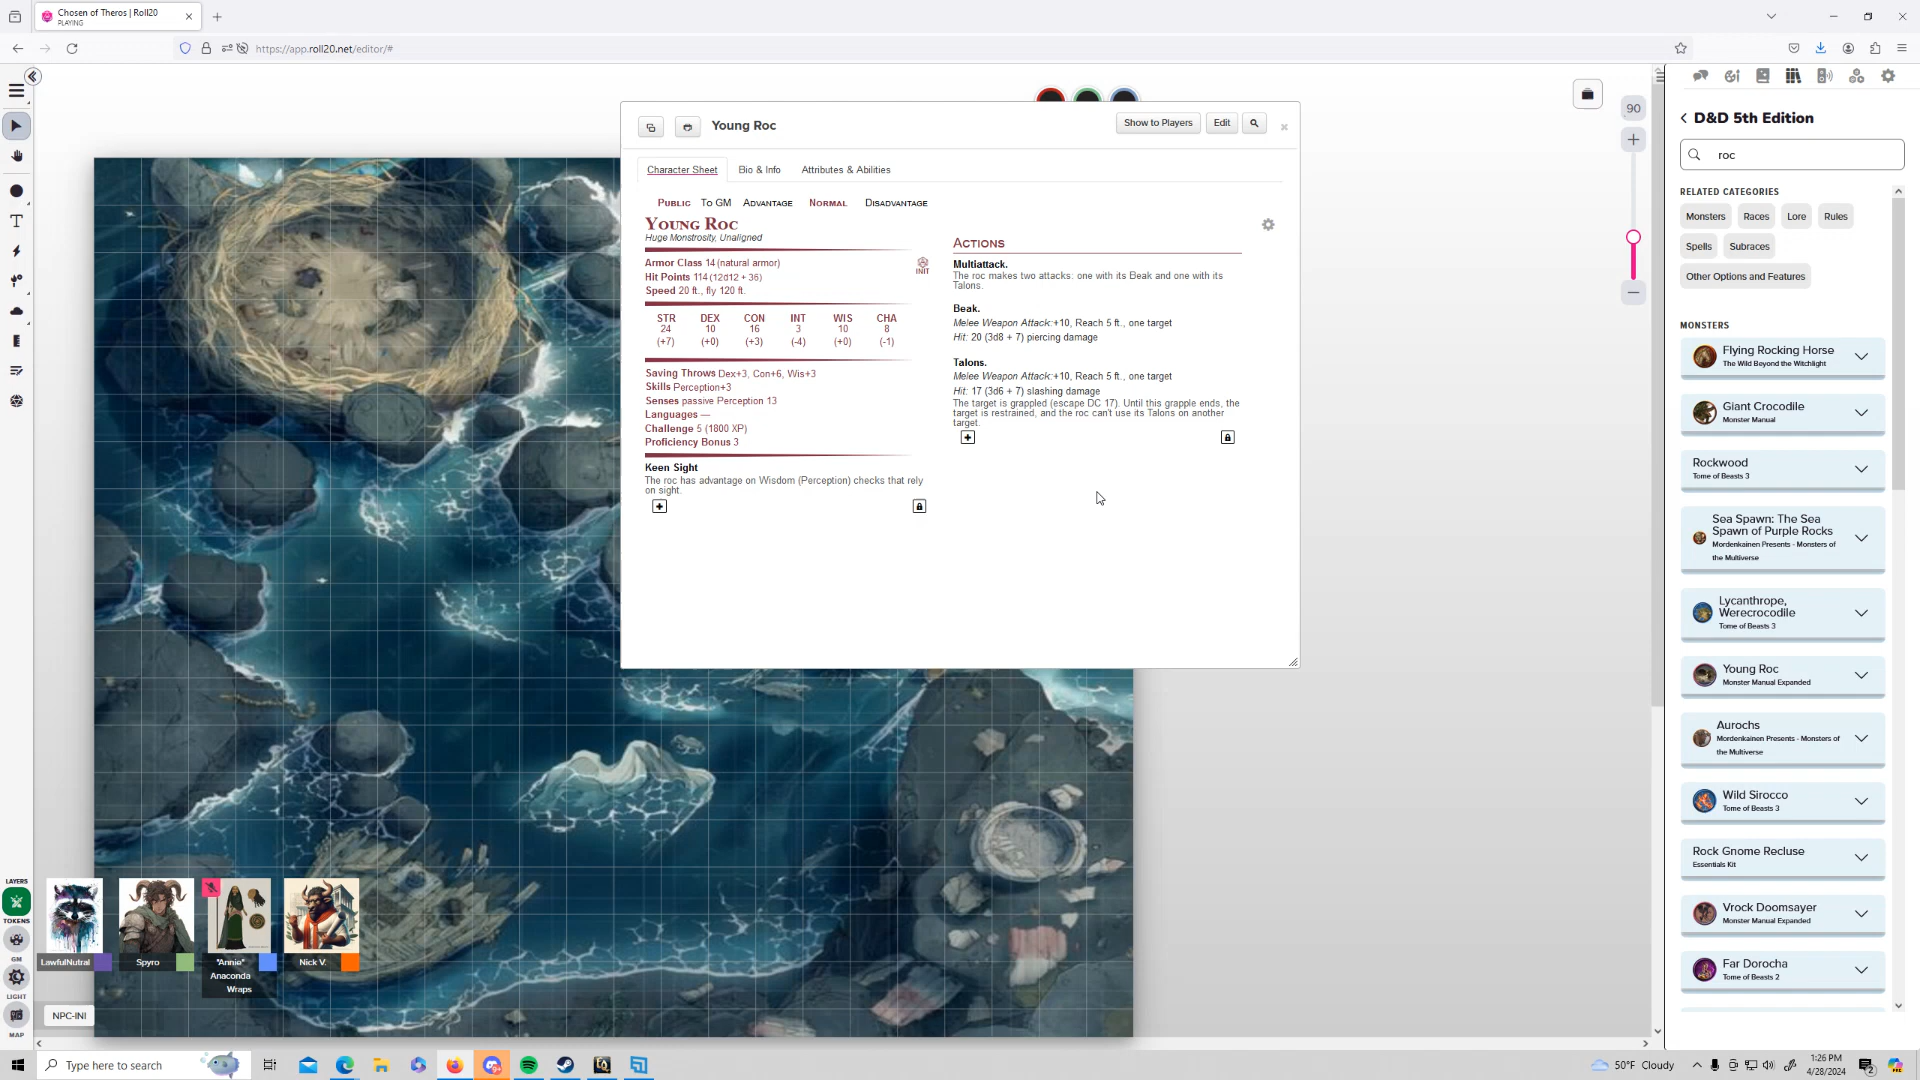 Chosen of Theros | Roll20
PLAYING
https://app.roll20.net/editor/#
Young Roc
Show to Players
Edit
Character Sheet
Bio & Info
Attributes & Abilities
PUBLIC
TO GM
ADVANTAGE
NORMAL
DISADVANTAGE
YOUNG ROC
Huge Monstrosity, Unaligned
Armor Class 14 (natural armor)
Hit Points 114 (12d12 + 36)
Speed 20 ft., fly 120 ft.
INIT
STR DEX CON INT WIS CHA
24 10 16 3 10 8
(+7) (+0) (+3) (-4) (+0) (-1)
Saving Throws Dex+3, Con+6, Wis+3
Skills Perception+3
Senses passive Perception 13
Languages —
Challenge 5 (1800 XP)
Proficiency Bonus 3
Keen Sight
The roc has advantage on Wisdom (Perception) checks that rely
on sight.
ACTIONS
Multiattack.
The roc makes two attacks: one with its Beak and one with its
Talons.
Beak.
Melee Weapon Attack:+10, Reach 5 ft., one target
Hit: 20 (3d8 + 7) piercing damage
Talons.
Melee Weapon Attack:+10, Reach 5 ft., one target
Hit: 17 (3d6 + 7) slashing damage
The target is grappled (escape DC 17). Until this grapple ends, the
target is restrained, and the roc can't use its Talons on another
target.
90
D&D 5th Edition
roc
RELATED CATEGORIES
Monsters
Races
Lore
Rules
Spells
Subraces
Other Options and Features
MONSTERS
Flying Rocking Horse
The Wild Beyond the Witchlight
Giant Crocodile
Monster Manual
Rockwood
Tome of Beasts 3
Sea Spawn: The Sea
Spawn of Purple Rocks
Mordenkainen Presents - Monsters of
the Multiverse
Lycanthrope,
Werecrocodile
Tome of Beasts 3
Young Roc
Monster Manual Expanded
Aurochs
Mordenkainen Presents - Monsters of
the Multiverse
Wild Sirocco
Tome of Beasts 3
Rock Gnome Recluse
Essentials Kit
Vrock Doomsayer
Monster Manual Expanded
Far Dorocha
Tome of Beasts 2
LAYERS
TOKENS
GM
LIGHT
MAP
LawfulNutral
Spyro
"Annie"
Anaconda
Wraps
Nick V.
NPC-INI
Type here to search
50°F Cloudy
1:26 PM
4/28/2024
2